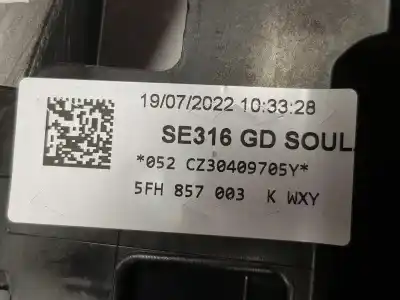 19/07/2022 10:33:28
SE316 GD SOUL
*052 CZ30409705Y*
5FH 857 003 K WXY